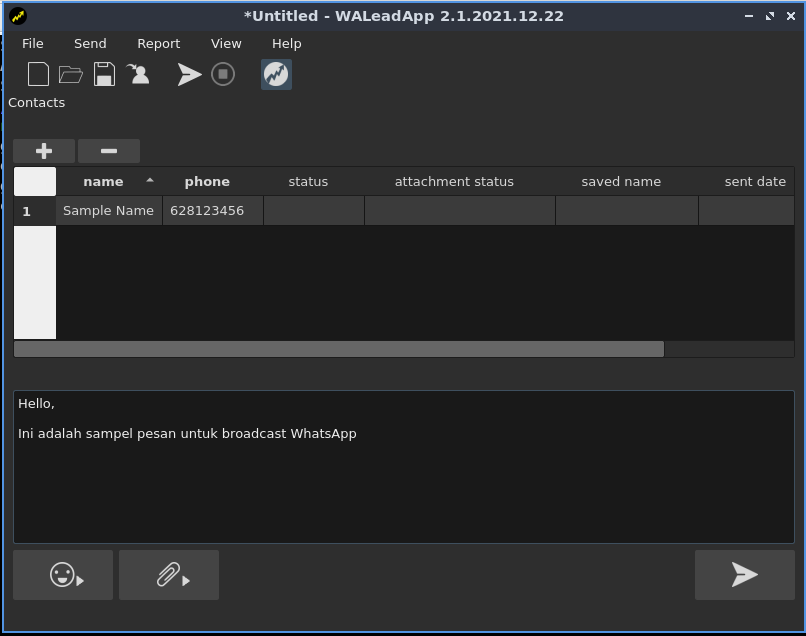 *Untitled - WALeadApp 2.1.2021.12.22
File Send Report View Help
Contacts
name phone status attachment status saved name sent date
1 Sample Name 628123456
Hello,
Ini adalah sampel pesan untuk broadcast WhatsApp